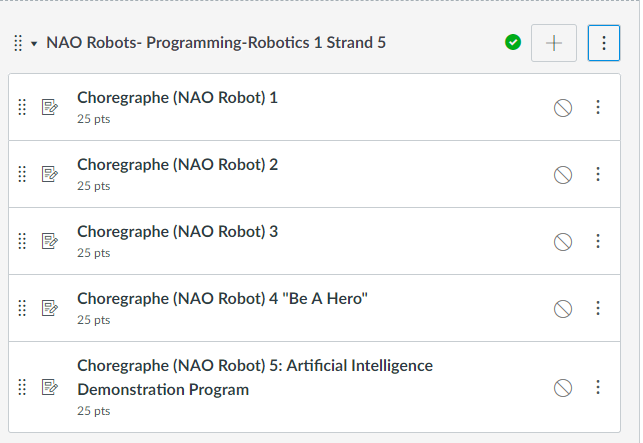 NAO Robots- Programming-Robotics 1 Strand 5
Choregraphe (NAO Robot) 1
25 pts
Choregraphe (NAO Robot) 2
25 pts
Choregraphe (NAO Robot) 3
25 pts
Choregraphe (NAO Robot) 4 "Be A Hero"
25 pts
Choregraphe (NAO Robot) 5: Artificial Intelligence
Demonstration Program
25 pts